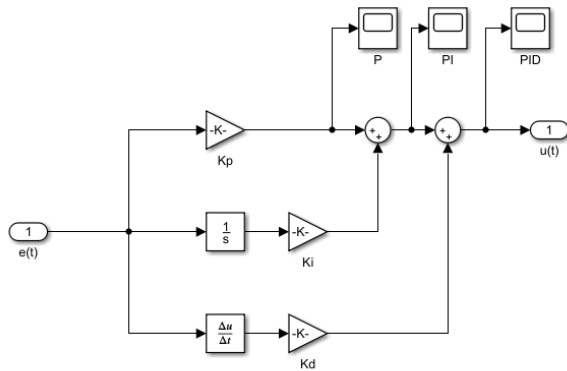 P
PI
PID
-K-
Kp
+
+
+
+
1
u(t)
1
e(t)
1
s
-K-
Ki
Δu
Δt
-K-
Kd